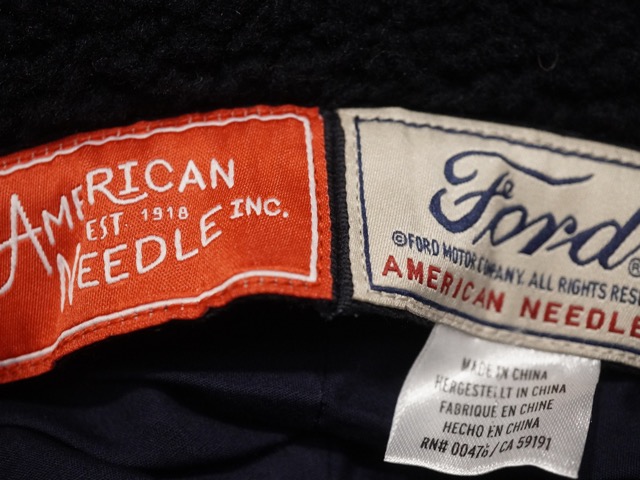 AMERICAN
EST. 1918
NEEDLE INC.
Ford®
©FORD MOTOR COMPANY. ALL RIGHTS RES
AMERICAN NEEDLE
MADE IN CHINA
HERGESTELLT IN CHINA
FABRIQUE EN CHINE
HECHO EN CHINA
RN# 00476/CA 59191